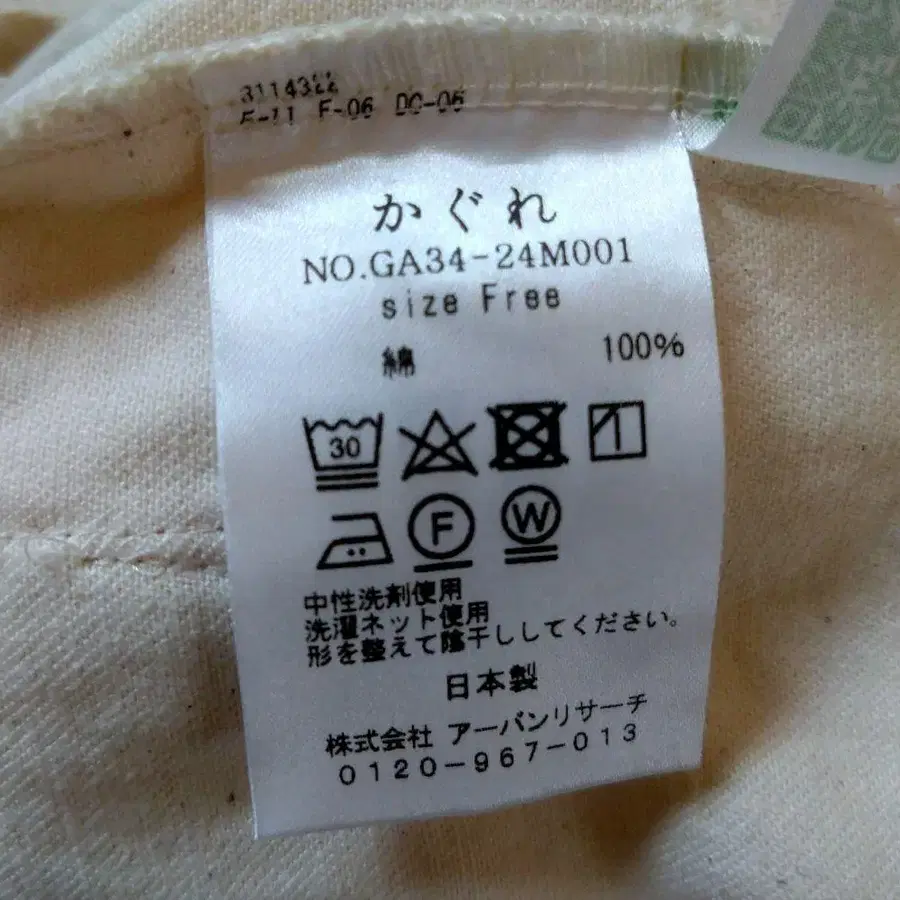 3114322
F-11 F-06 DC-06
かぐれ
NO.GA34-24M001
size Free
綿 100%
30
F W
中性洗剤使用
洗濯ネット使用
形を整えて陰干ししてください。
日本製
株式会社 アーバンリサーチ
0120-967-013